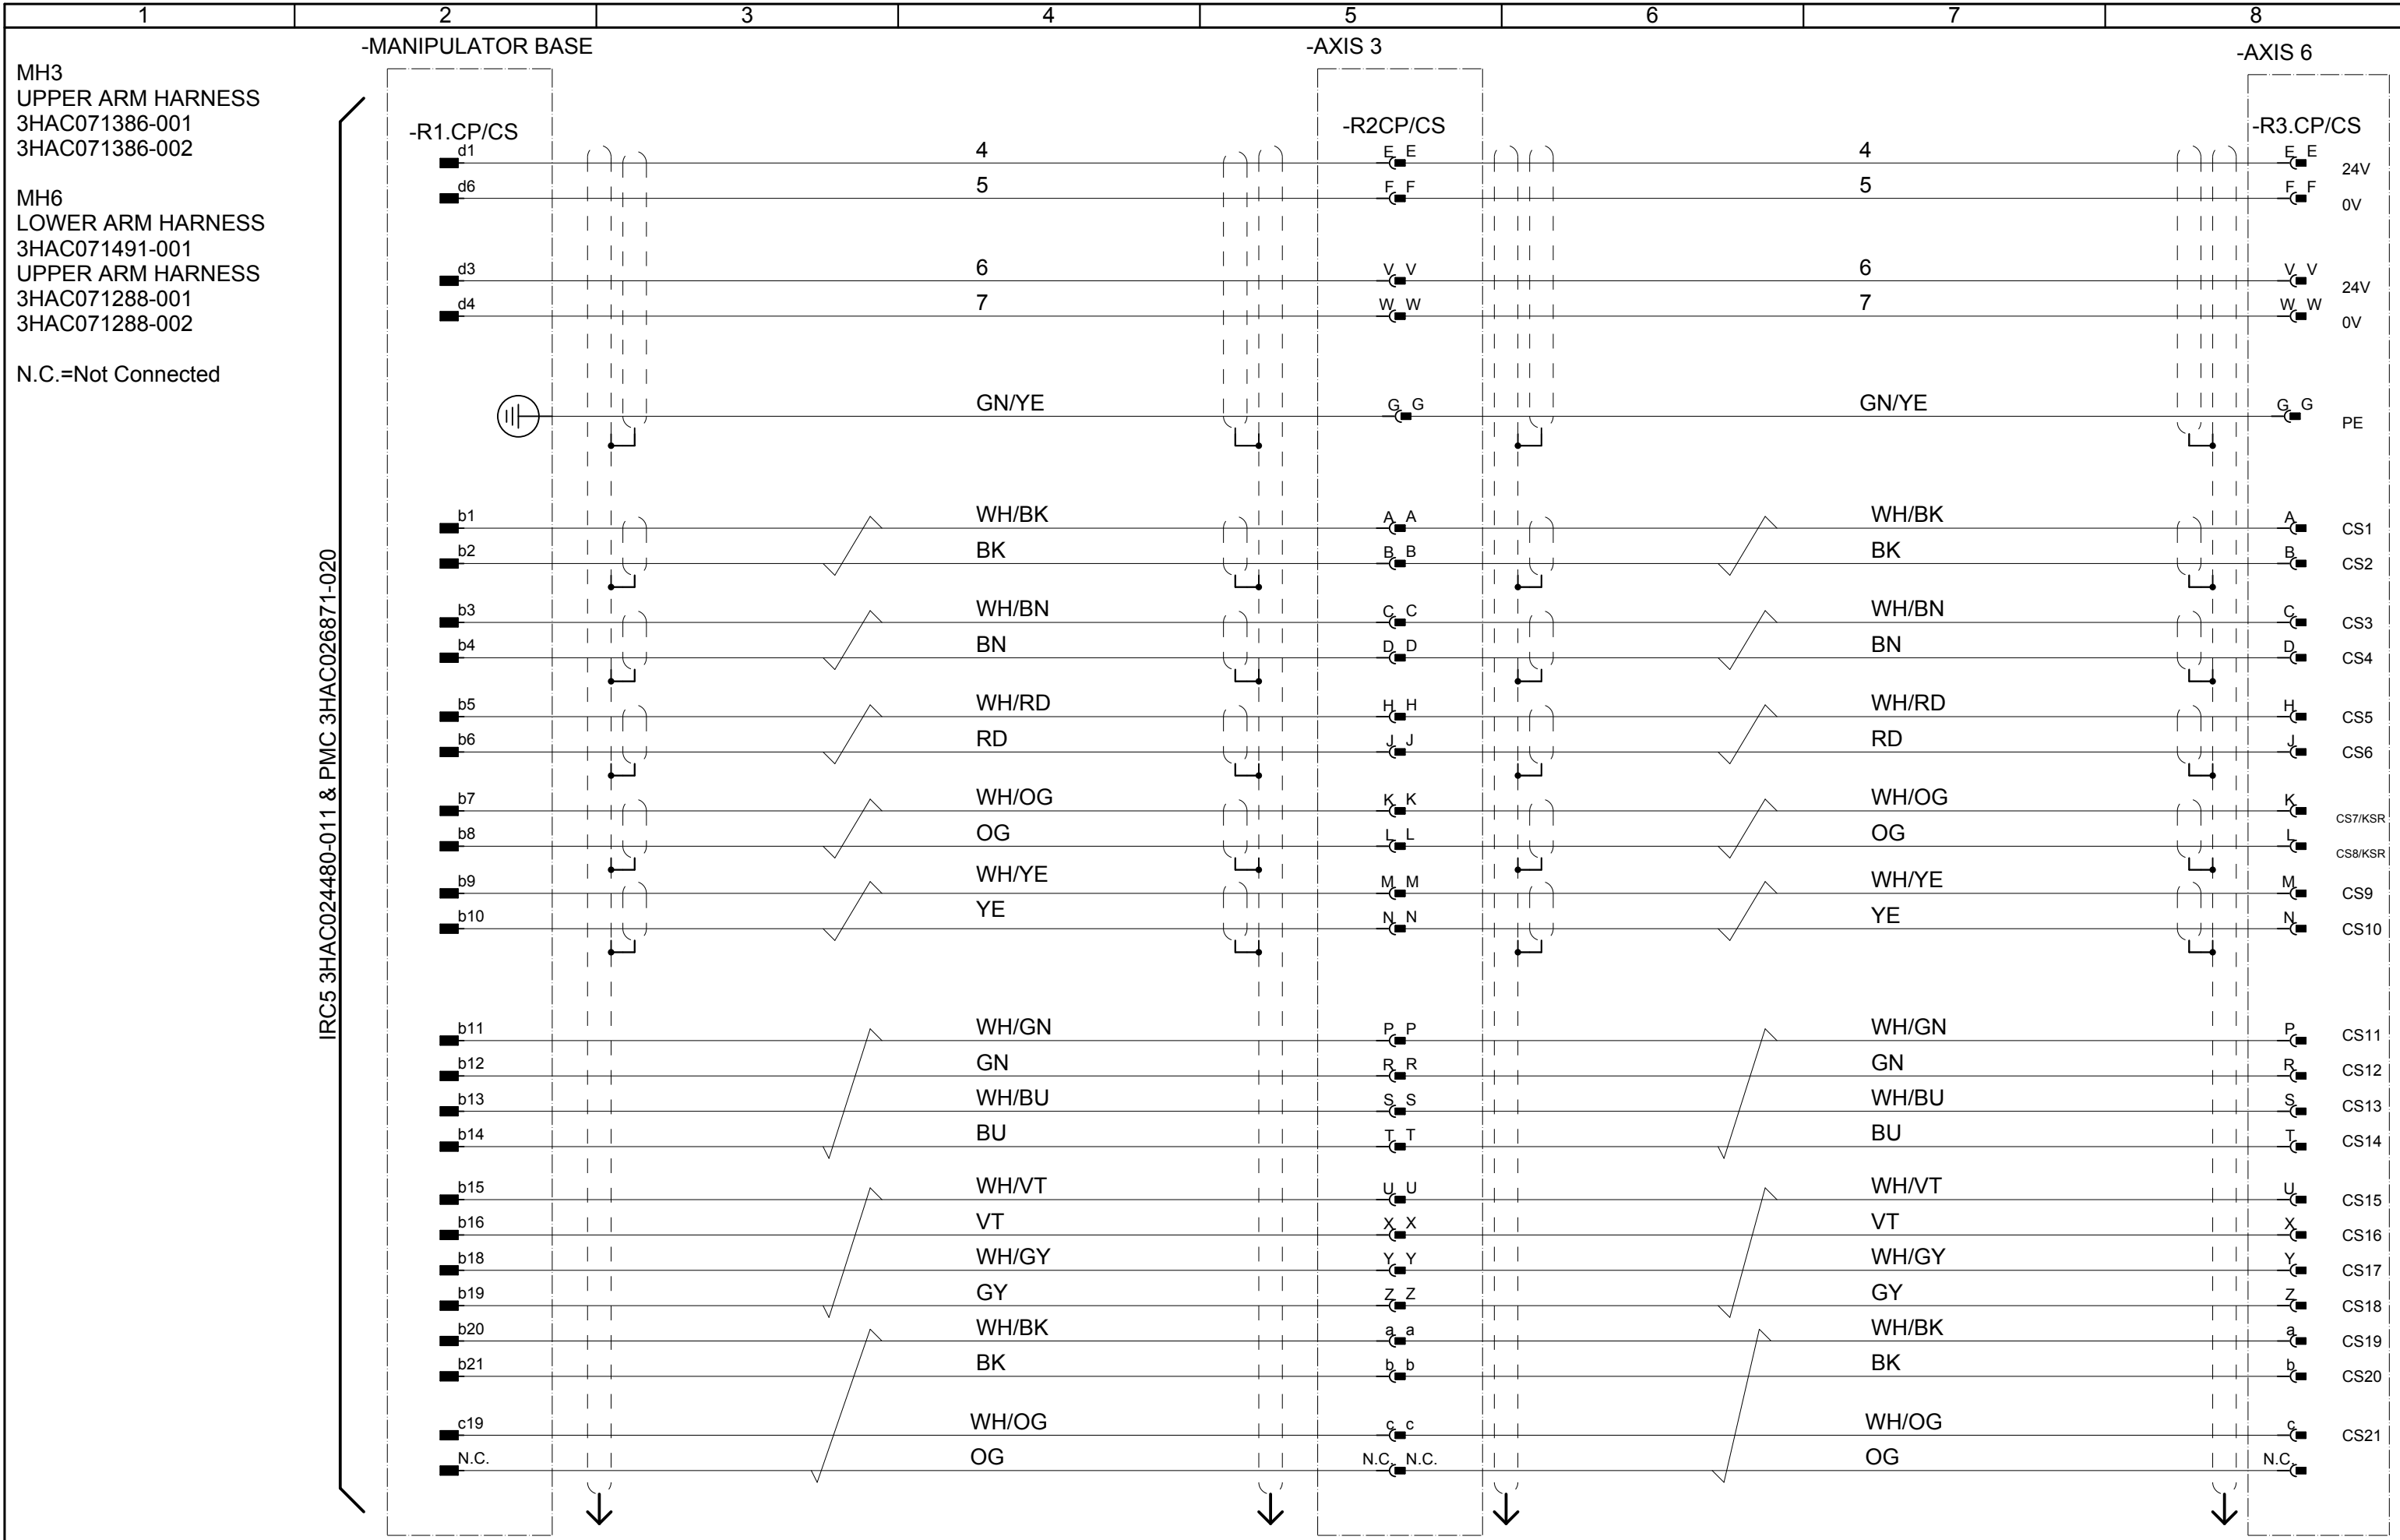 1 2 3 4 5 6 7 8
-MANIPULATOR BASE -AXIS 3 -AXIS 6
MH3
UPPER ARM HARNESS
3HAC071386-001
3HAC071386-002
MH6
LOWER ARM HARNESS
3HAC071491-001
UPPER ARM HARNESS
3HAC071288-001
3HAC071288-002
N.C.=Not Connected
IRC5 3HAC024480-011 & PMC 3HAC026871-020
-R1.CP/CS -R2CP/CS -R3.CP/CS
d1 4 E E 4 E E 24V
d6 5 F F 5 F F 0V
d3 6 V V 6 V V 24V
d4 7 W W 7 W W 0V
GN/YE G G GN/YE G G PE
b1 WH/BK A A WH/BK A CS1
b2 BK B B BK B CS2
b3 WH/BN C C WH/BN C CS3
b4 BN D D BN D CS4
b5 WH/RD H H WH/RD H CS5
b6 RD J J RD J CS6
b7 WH/OG K K WH/OG K CS7/KSR
b8 OG L L OG L CS8/KSR
b9 WH/YE M M WH/YE M CS9
b10 YE N N YE N CS10
b11 WH/GN P P WH/GN P CS11
b12 GN R R GN R CS12
b13 WH/BU S S WH/BU S CS13
b14 BU T T BU T CS14
b15 WH/VT U U WH/VT U CS15
b16 VT X X VT X CS16
b18 WH/GY Y Y WH/GY Y CS17
b19 GY Z Z GY Z CS18
b20 WH/BK a a WH/BK a CS19
b21 BK b b BK b CS20
c19 WH/OG c c WH/OG c CS21
N.C. OG N.C. N.C. OG N.C.